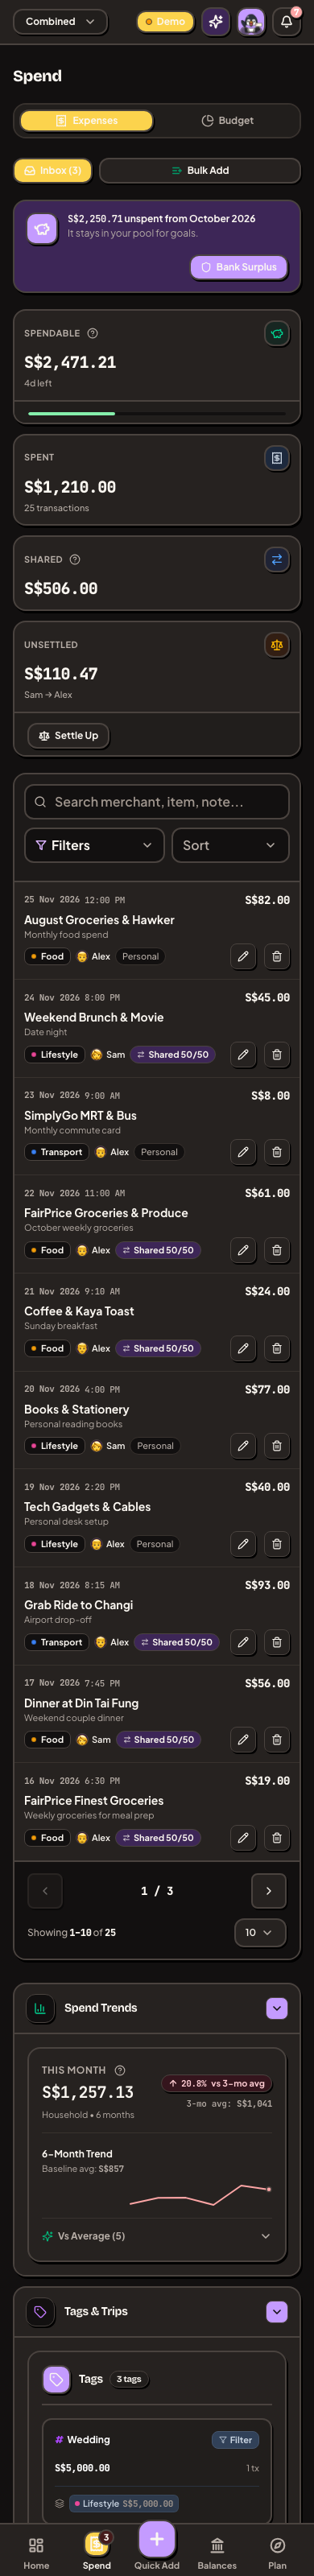 Combined
Demo
7
Spend
Expenses
Budget
Inbox (3)
Bulk Add
S$2,250.71 unspent from October 2026
It stays in your pool for goals.
Bank Surplus
SPENDABLE
S$2,471.21
4d left
SPENT
S$1,210.00
25 transactions
SHARED
S$506.00
UNSETTLED
S$110.47
Sam → Alex
Settle Up
Search merchant, item, note...
Filters
Sort
25 Nov 2026 12:00 PM
S$82.00
August Groceries & Hawker
Monthly food spend
Food Alex Personal
24 Nov 2026 8:00 PM
S$45.00
Weekend Brunch & Movie
Date night
Lifestyle Sam Shared 50/50
23 Nov 2026 9:00 AM
S$8.00
SimplyGo MRT & Bus
Monthly commute card
Transport Alex Personal
22 Nov 2026 11:00 AM
S$61.00
FairPrice Groceries & Produce
October weekly groceries
Food Alex Shared 50/50
21 Nov 2026 9:10 AM
S$24.00
Coffee & Kaya Toast
Sunday breakfast
Food Alex Shared 50/50
20 Nov 2026 4:00 PM
S$77.00
Books & Stationery
Personal reading books
Lifestyle Sam Personal
19 Nov 2026 2:20 PM
S$40.00
Tech Gadgets & Cables
Personal desk setup
Lifestyle Alex Personal
18 Nov 2026 8:15 AM
S$93.00
Grab Ride to Changi
Airport drop-off
Transport Alex Shared 50/50
17 Nov 2026 7:45 PM
S$56.00
Dinner at Din Tai Fung
Weekend couple dinner
Food Sam Shared 50/50
16 Nov 2026 6:30 PM
S$19.00
FairPrice Finest Groceries
Weekly groceries for meal prep
Food Alex Shared 50/50
1 / 3
Showing 1–10 of 25
10
Spend Trends
THIS MONTH
S$1,257.13
Household • 6 months
20.8% vs 3-mo avg
3-mo avg: S$1,041
6-Month Trend
Baseline avg: S$857
Vs Average (5)
Tags & Trips
Tags
3 tags
# Wedding
Filter
S$5,000.00
1 tx
Lifestyle S$5,000.00
3
Home
Spend
Quick Add
Balances
Plan